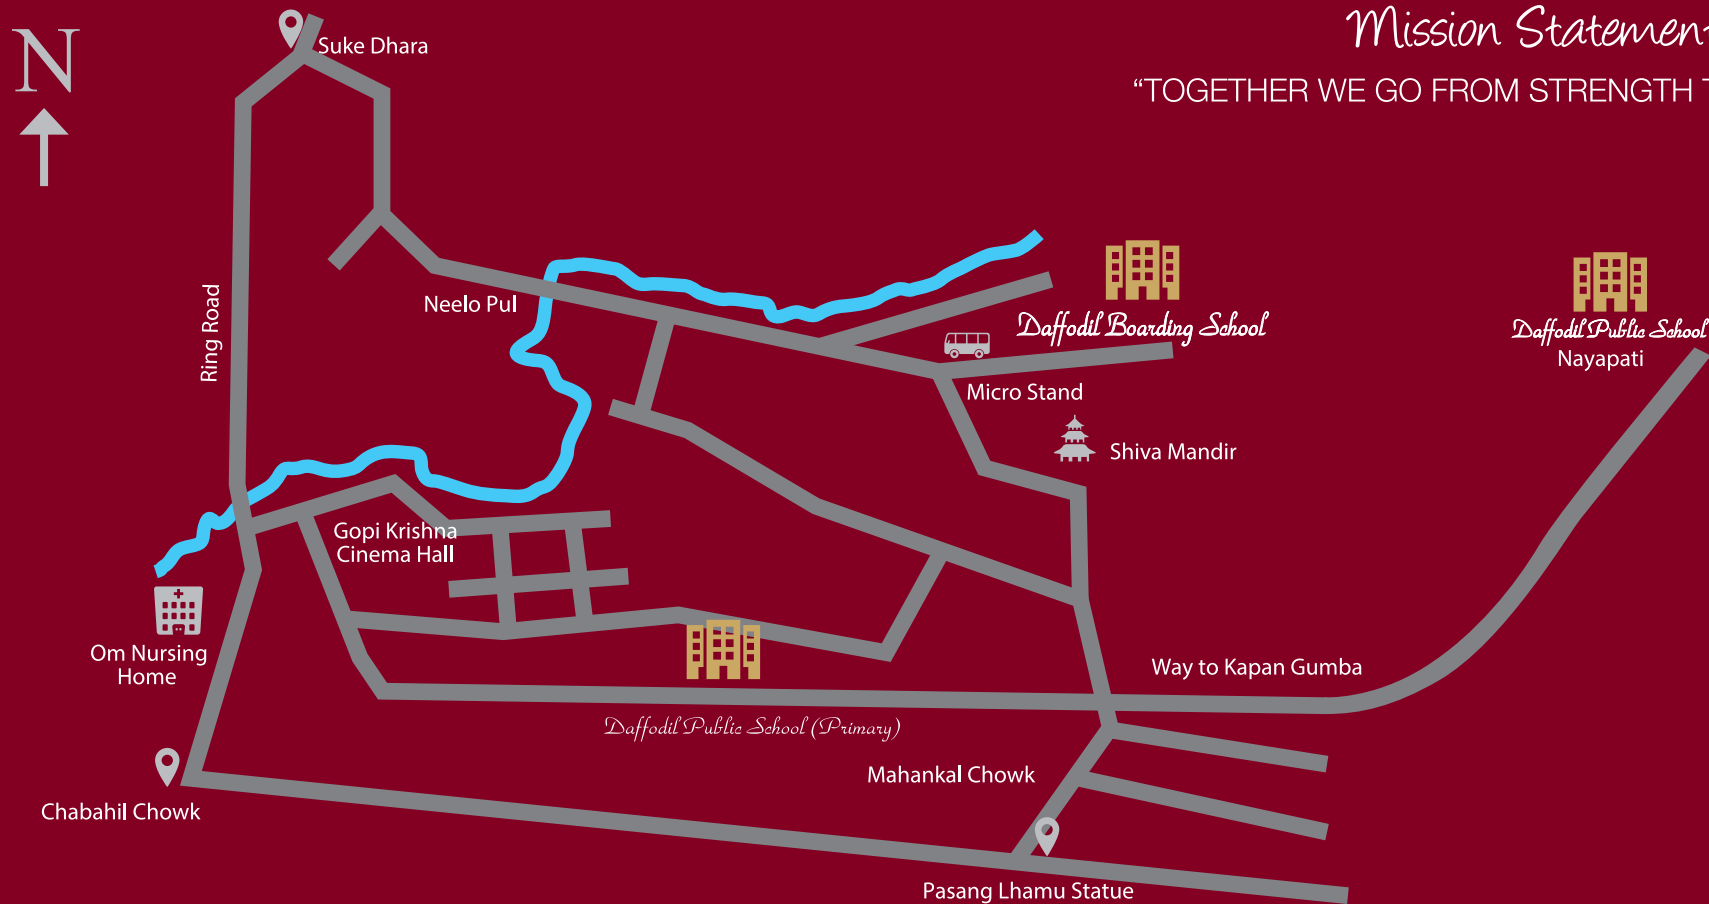 N
Mission Statemen
“TOGETHER WE GO FROM STRENGTH
Suke Dhara
Ring Road
Neelo Pul
Daffodil Boarding School
Daffodil Public School
Nayapati
Micro Stand
Shiva Mandir
Gopi Krishna
Cinema Hall
Om Nursing
Home
Way to Kapan Gumba
Daffodil Public School (Primary)
Mahankal Chowk
Chabahil Chowk
Pasang Lhamu Statue